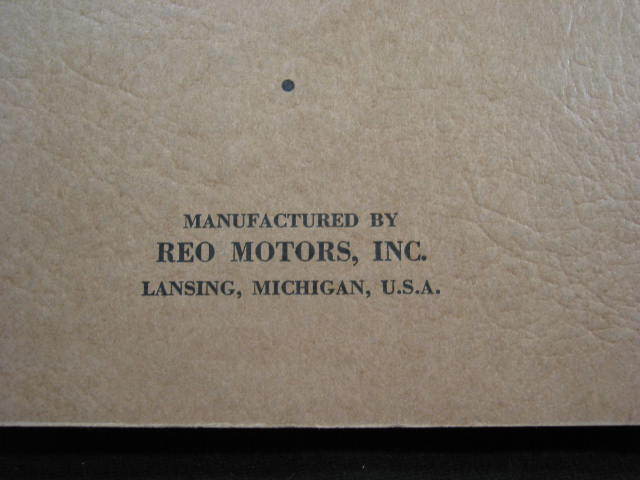 MANUFACTURED BY
REO MOTORS, INC.
LANSING, MICHIGAN, U.S.A.